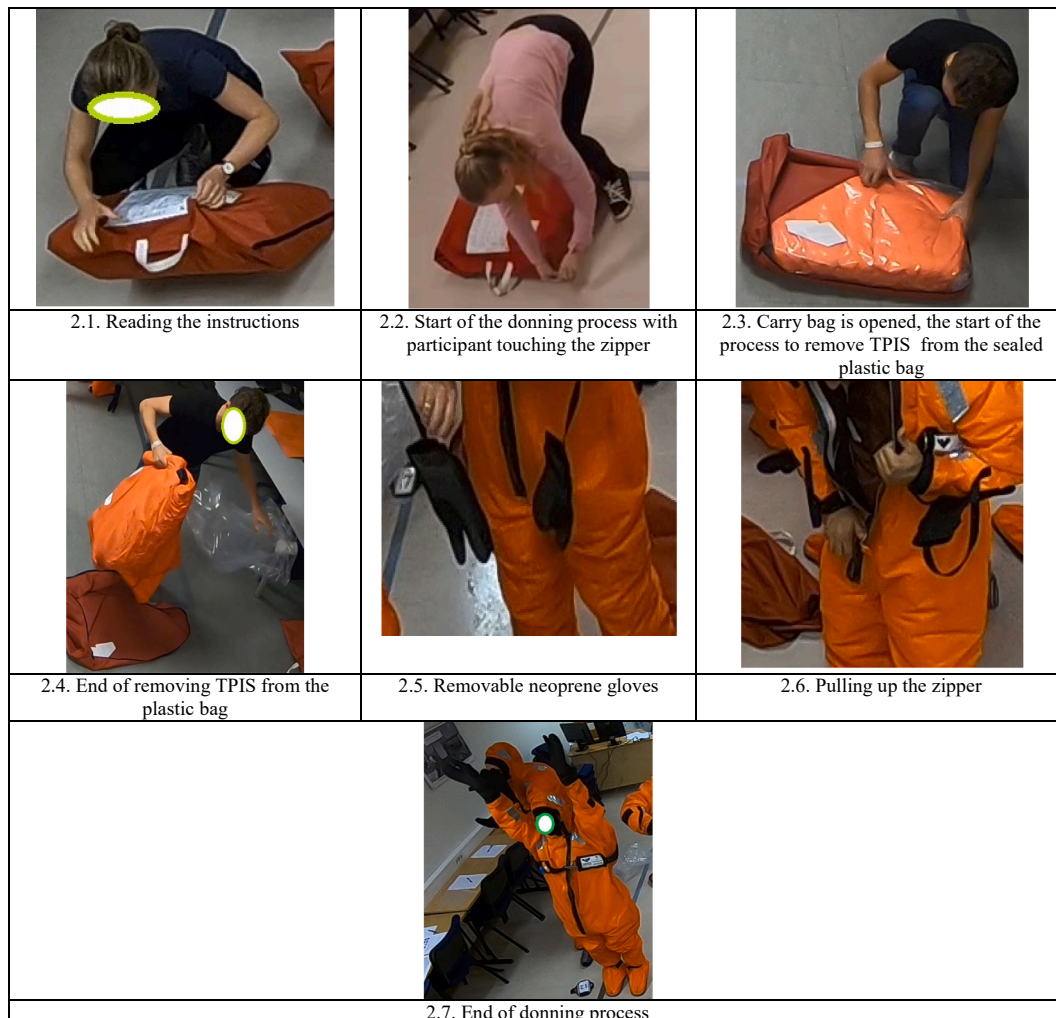 2.1. Reading the instructions
2.2. Start of the donning process with
participant touching the zipper
2.3. Carry bag is opened, the start of the
process to remove TPIS from the sealed
plastic bag
2.4. End of removing TPIS from the
plastic bag
2.5. Removable neoprene gloves
2.6. Pulling up the zipper
2.7. End of donning process